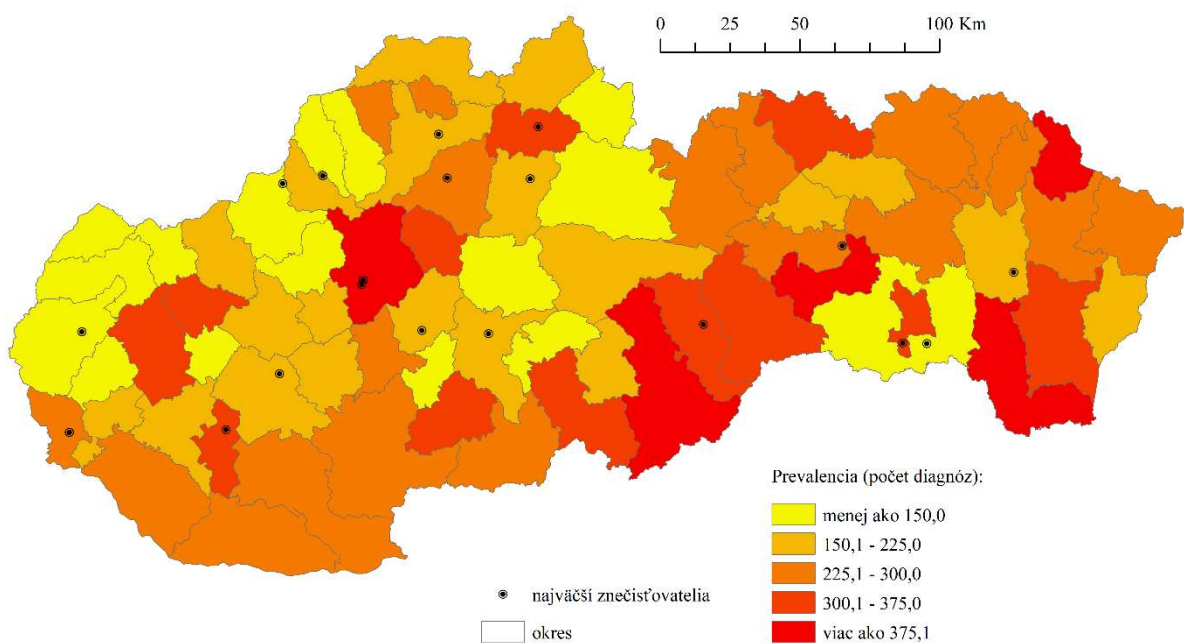 0 25 50 100 Km
Prevalencia (počet diagnóz):
menej ako 150,0
150,1 - 225,0
225,1 - 300,0
300,1 - 375,0
viac ako 375,1
najväčší znečisťovatelia
okres